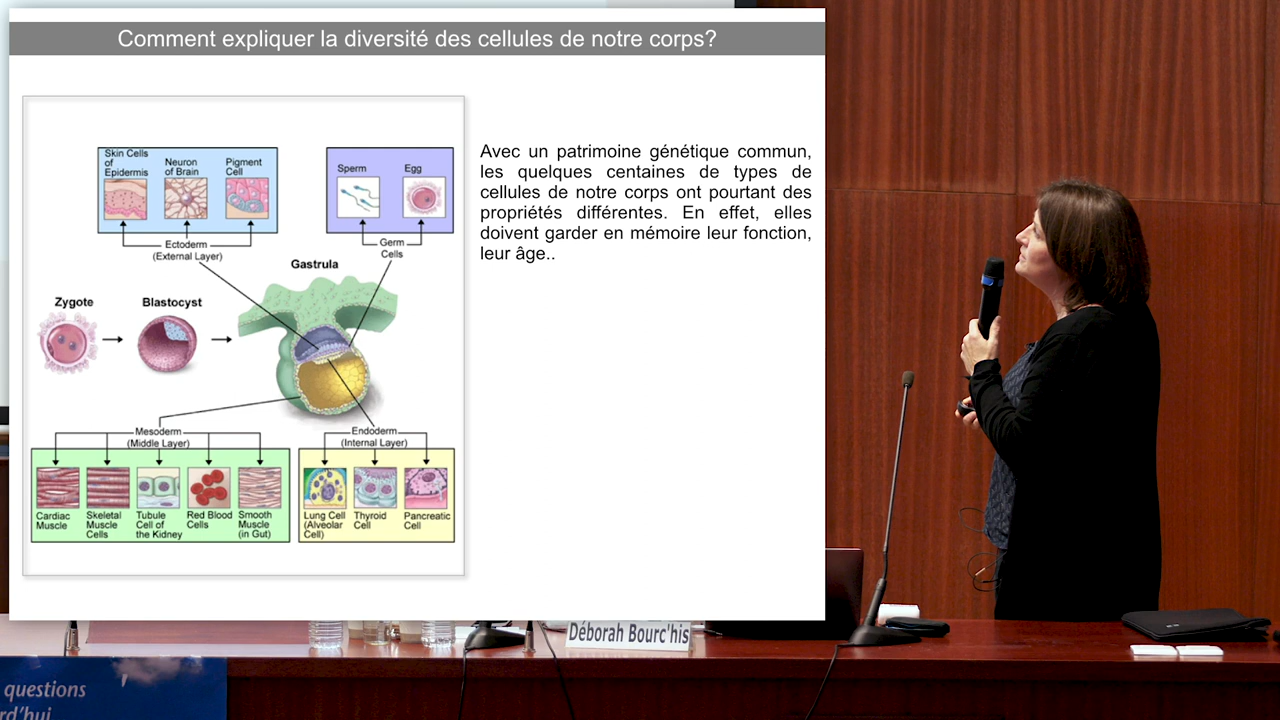 Comment expliquer la diversité des cellules de notre corps?
Skin Cells
of
Epidermis
Neuron
of Brain
Pigment
Cell
Sperm
Egg
Ectoderm
(External Layer)
Germ
Cells
Gastrula
Zygote
Blastocyst
Mesoderm
(Middle Layer)
Endoderm
(Internal Layer)
Cardiac
Muscle
Skeletal
Muscle
Cells
Tubule
Cell of
the Kidney
Red Blood
Cells
Smooth
Muscle
(in Gut)
Lung Cell
(Alveolar
Cell)
Thyroid
Cell
Pancreatic
Cell
Avec un patrimoine génétique commun,
les quelques centaines de types de
cellules de notre corps ont pourtant des
propriétés différentes. En effet, elles
doivent garder en mémoire leur fonction,
leur âge..
Déborah Bourc'his
questions
rd'hui